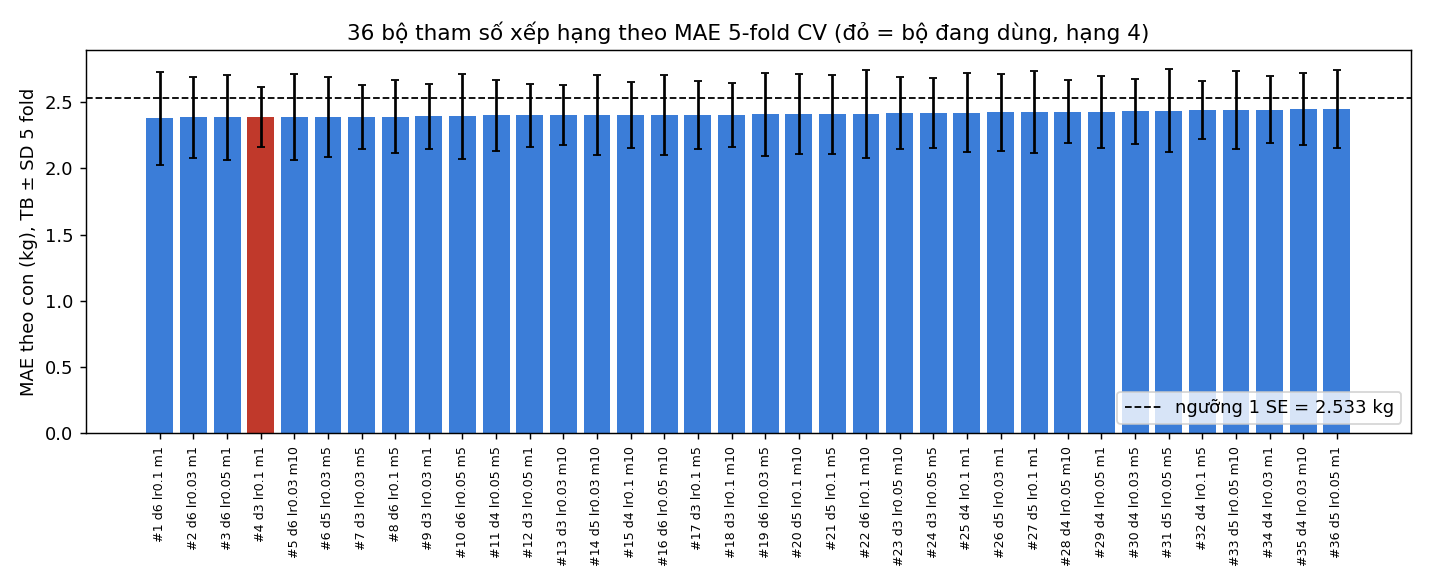 36 bộ tham số xếp hạng theo MAE 5-fold CV (đỏ = bộ đang dùng, hạng 4)
MAE theo con (kg), TB ± SD 5 fold
2.5
2.0
1.5
1.0
0.5
0.0
ngưỡng 1 SE = 2.533 kg
#1 d6 lr0.1 m1
#2 d6 lr0.03 m1
#3 d6 lr0.05 m1
#4 d3 lr0.1 m1
#5 d6 lr0.03 m10
#6 d5 lr0.03 m5
#7 d3 lr0.03 m5
#8 d6 lr0.1 m5
#9 d3 lr0.03 m1
#10 d6 lr0.05 m5
#11 d4 lr0.05 m5
#12 d3 lr0.05 m1
#13 d3 lr0.03 m10
#14 d5 lr0.03 m10
#15 d4 lr0.1 m10
#16 d6 lr0.05 m10
#17 d3 lr0.1 m5
#18 d3 lr0.1 m10
#19 d6 lr0.03 m5
#20 d5 lr0.1 m10
#21 d5 lr0.1 m5
#22 d6 lr0.1 m10
#23 d3 lr0.05 m10
#24 d3 lr0.05 m5
#25 d4 lr0.1 m1
#26 d5 lr0.03 m1
#27 d5 lr0.1 m1
#28 d4 lr0.05 m10
#29 d4 lr0.05 m1
#30 d4 lr0.03 m5
#31 d5 lr0.05 m5
#32 d4 lr0.1 m5
#33 d5 lr0.05 m10
#34 d4 lr0.03 m1
#35 d4 lr0.03 m10
#36 d5 lr0.05 m1